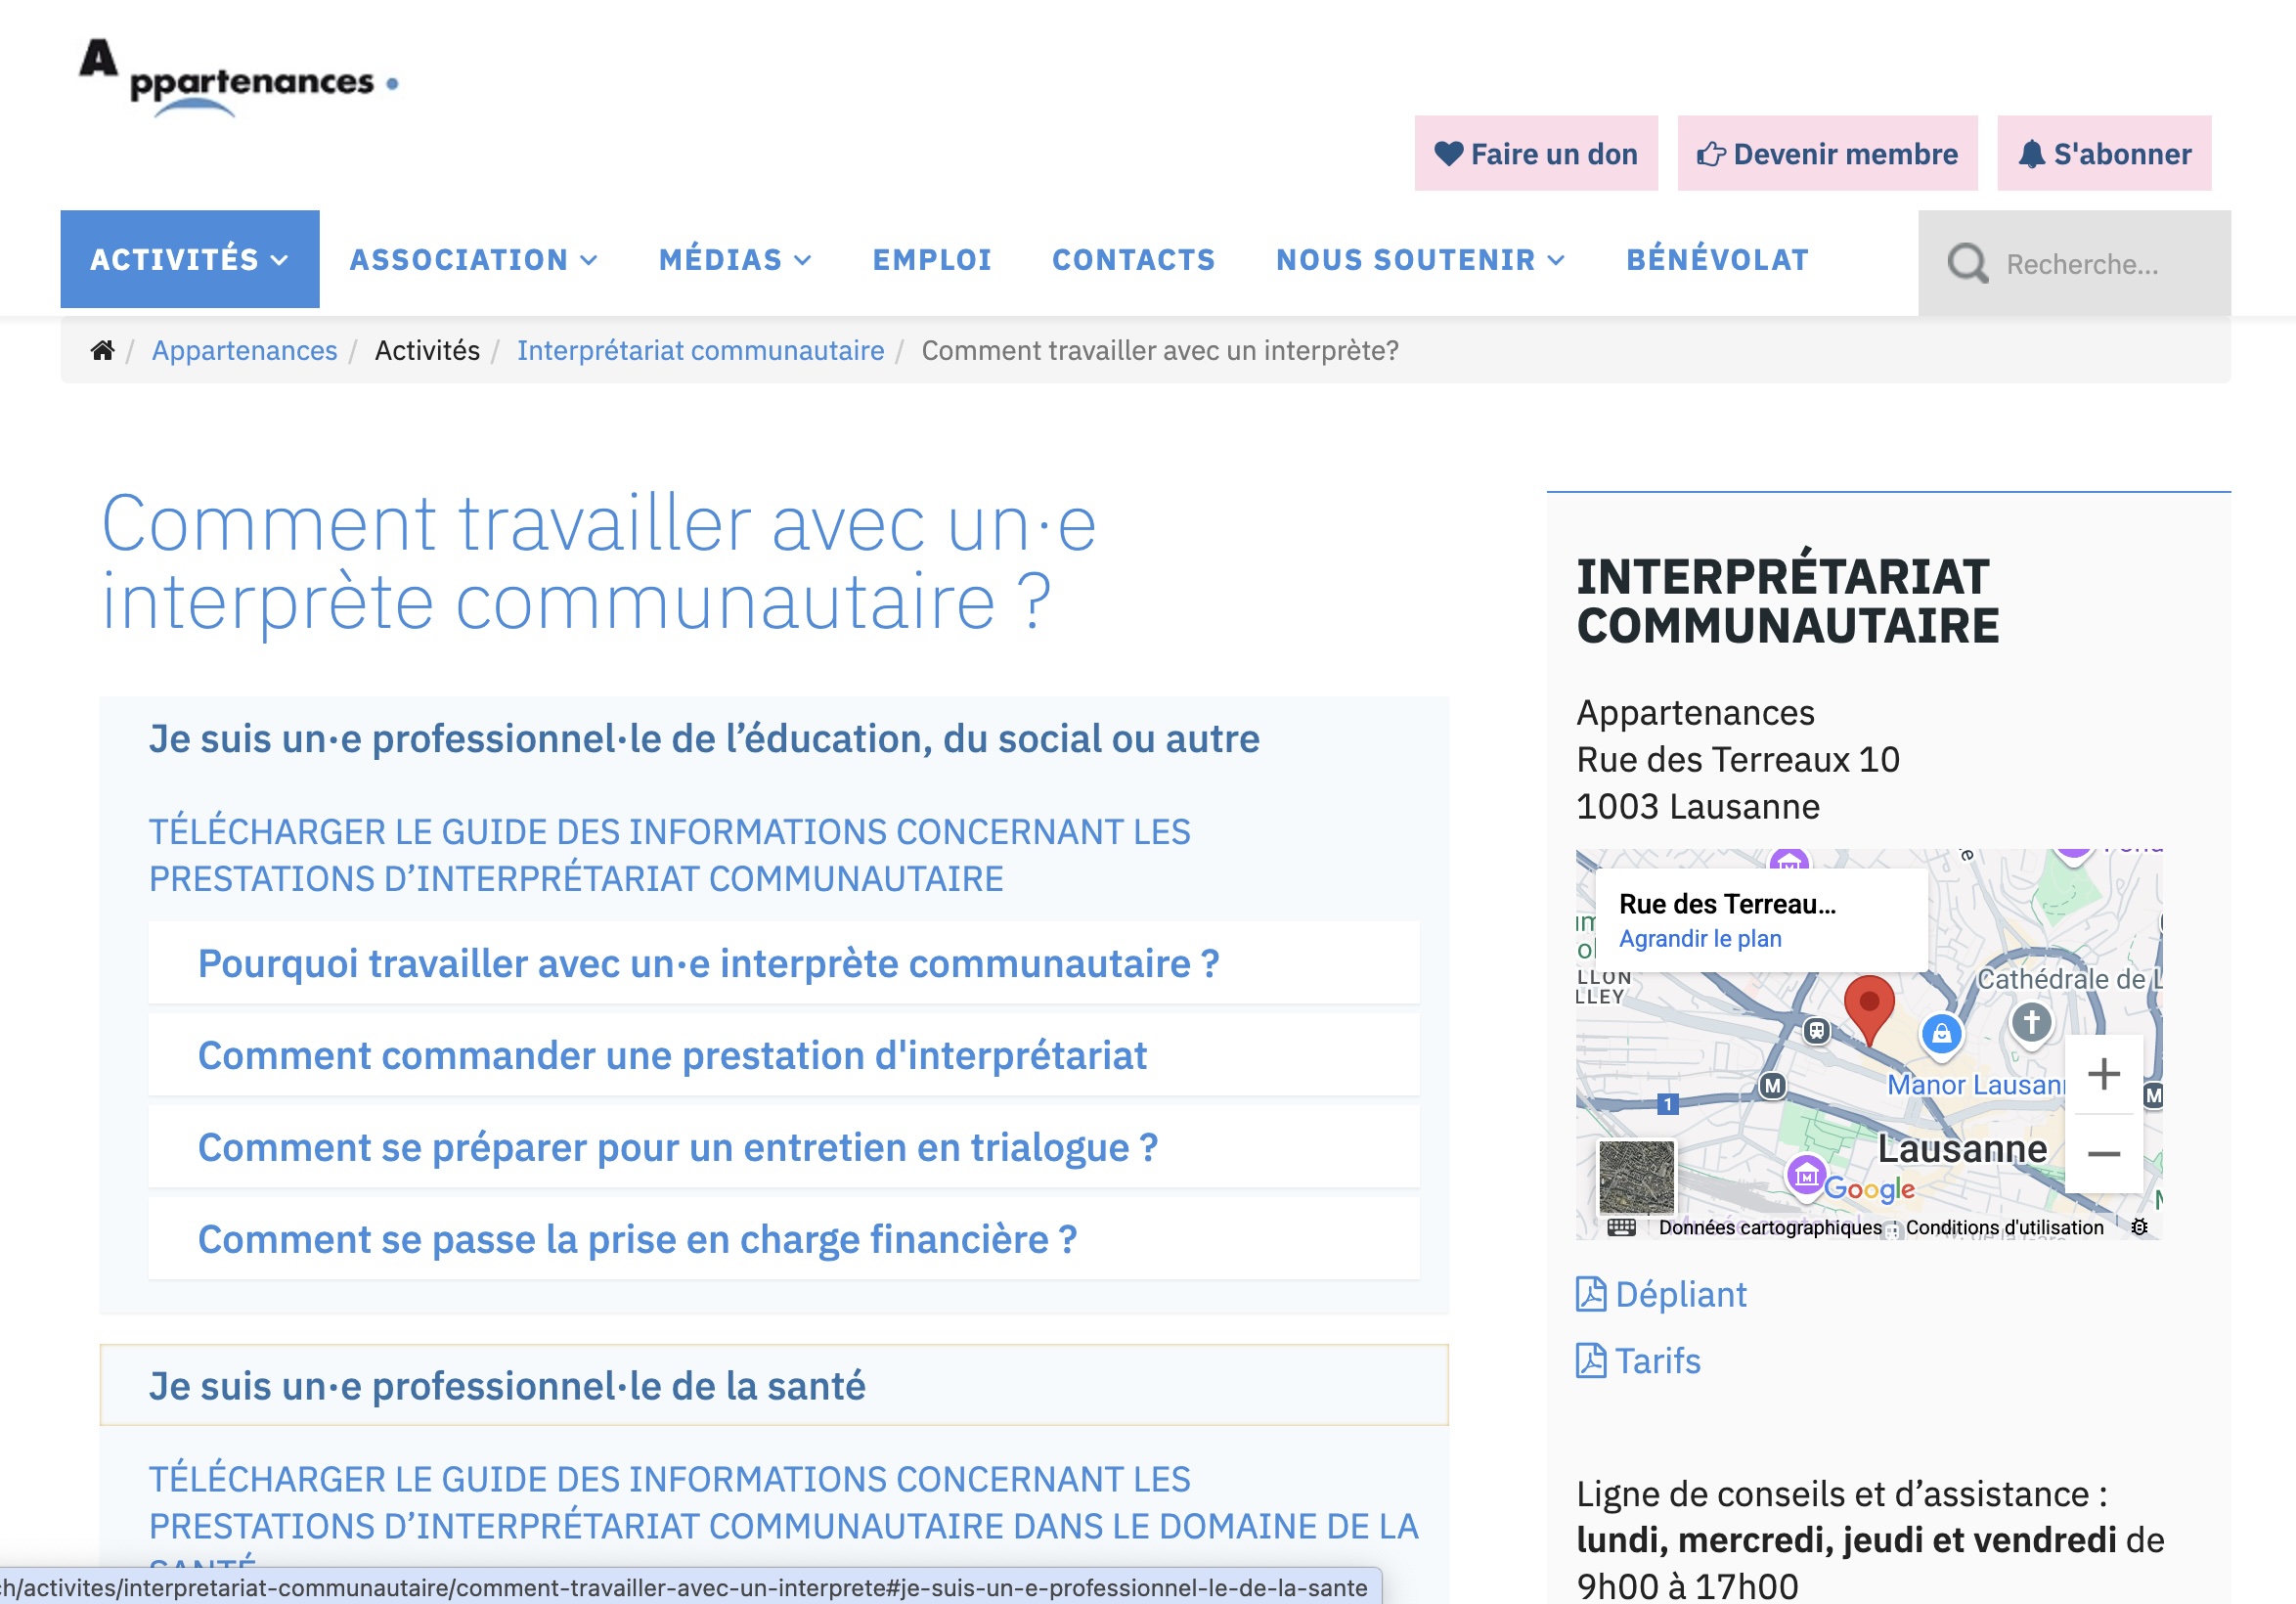 Appartenances
Faire un don
Devenir membre
S'abonner
ACTIVITÉS
ASSOCIATION
MÉDIAS
EMPLOI
CONTACTS
NOUS SOUTENIR
BÉNÉVOLAT
Recherche...
/ Appartenances / Activités / Interprétariat communautaire / Comment travailler avec un interprète?
Comment travailler avec un·e
interprète communautaire ?
Je suis un·e professionnel·le de l’éducation, du social ou autre
TÉLÉCHARGER LE GUIDE DES INFORMATIONS CONCERNANT LES
PRESTATIONS D’INTERPRÉTARIAT COMMUNAUTAIRE
Pourquoi travailler avec un·e interprète communautaire ?
Comment commander une prestation d'interprétariat
Comment se préparer pour un entretien en trialogue ?
Comment se passe la prise en charge financière ?
Je suis un·e professionnel·le de la santé
TÉLÉCHARGER LE GUIDE DES INFORMATIONS CONCERNANT LES
PRESTATIONS D’INTERPRÉTARIAT COMMUNAUTAIRE DANS LE DOMAINE DE LA
SANTÉ
h/activites/interpretariat-communautaire/comment-travailler-avec-un-interprete#je-suis-un-e-professionnel-le-de-la-sante
INTERPRÉTARIAT
COMMUNAUTAIRE
Appartenances
Rue des Terreaux 10
1003 Lausanne
Rue des Terreau...
Agrandir le plan
LLON
LLEY
Cathédrale de L
M
Manor Lausann
M
1
Lausanne
Google
Données cartographiques
Conditions d'utilisation
Dépliant
Tarifs
Ligne de conseils et d’assistance :
lundi, mercredi, jeudi et vendredi de
9h00 à 17h00